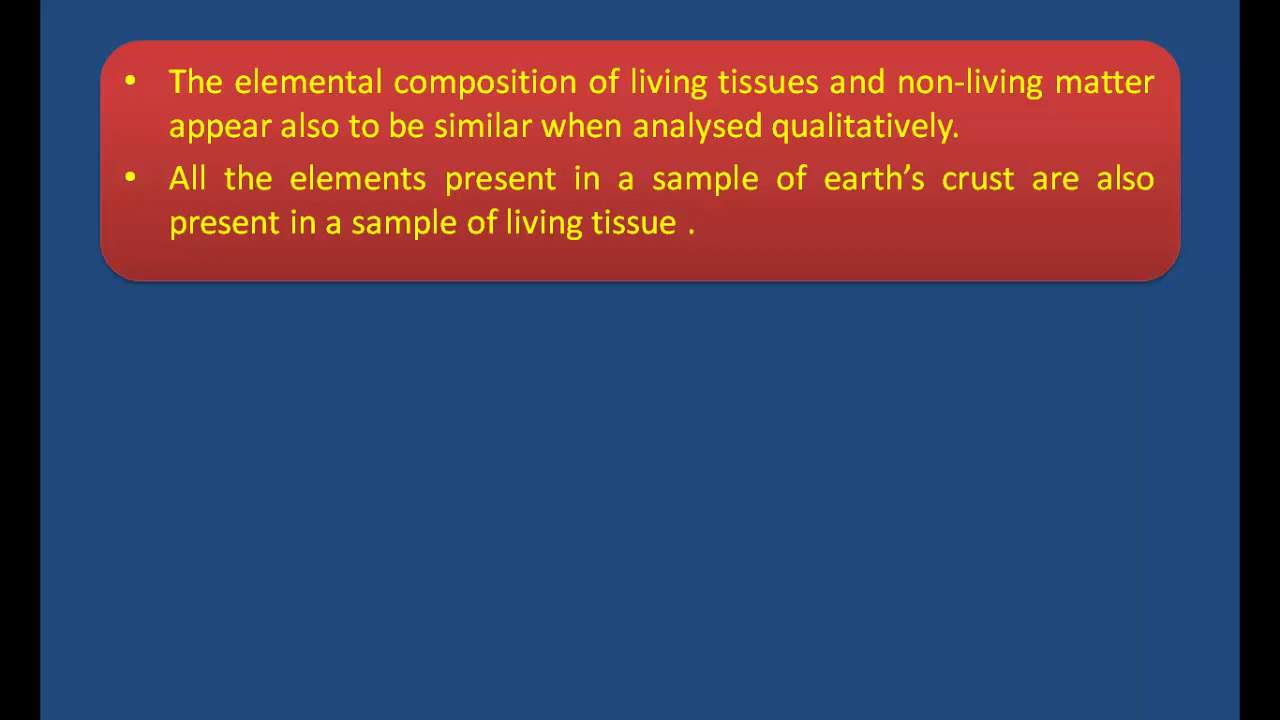 • The elemental composition of living tissues and non-living matter
appear also to be similar when analysed qualitatively.
• All the elements present in a sample of earth’s crust are also
present in a sample of living tissue .